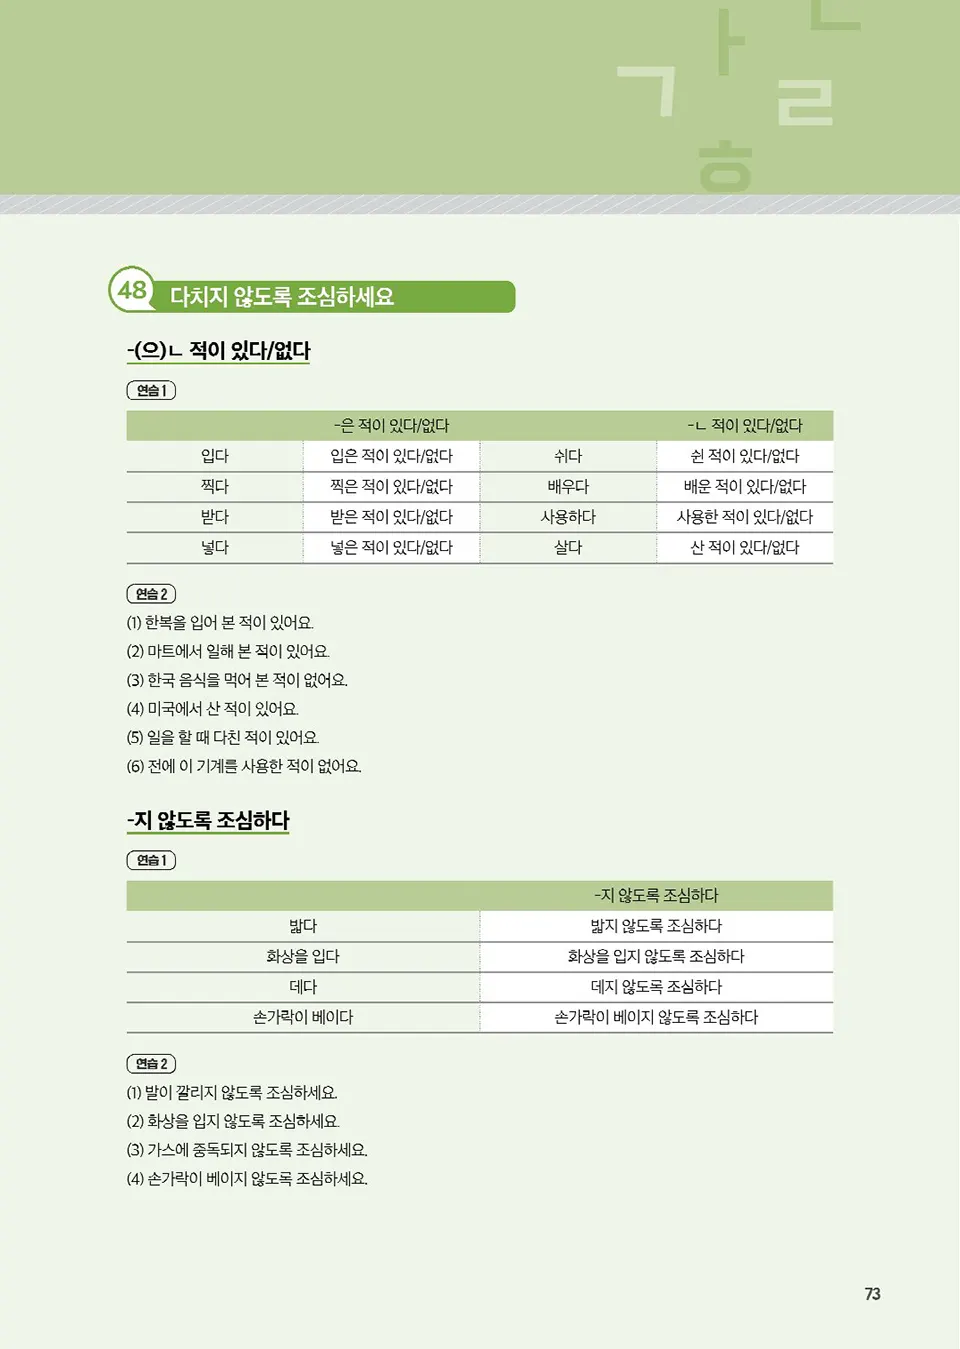 ㄱ ㅏ ㄴ ㄹ ㅎ
48 다치지 않도록 조심하세요
-(으)ㄴ 적이 있다/없다
연습 1
-은 적이 있다/없다 -ㄴ 적이 있다/없다
입다 입은 적이 있다/없다 쉬다 쉰 적이 있다/없다
찍다 찍은 적이 있다/없다 배우다 배운 적이 있다/없다
받다 받은 적이 있다/없다 사용하다 사용한 적이 있다/없다
넣다 넣은 적이 있다/없다 살다 산 적이 있다/없다
연습 2
(1) 한복을 입어 본 적이 있어요.
(2) 마트에서 일해 본 적이 있어요.
(3) 한국 음식을 먹어 본 적이 없어요.
(4) 미국에서 산 적이 있어요.
(5) 일을 할 때 다친 적이 있어요.
(6) 전에 이 기계를 사용한 적이 없어요.
-지 않도록 조심하다
연습 1
-지 않도록 조심하다
밟다 밟지 않도록 조심하다
화상을 입다 화상을 입지 않도록 조심하다
데다 데지 않도록 조심하다
손가락이 베이다 손가락이 베이지 않도록 조심하다
연습 2
(1) 발이 깔리지 않도록 조심하세요.
(2) 화상을 입지 않도록 조심하세요.
(3) 가스에 중독되지 않도록 조심하세요.
(4) 손가락이 베이지 않도록 조심하세요.
73